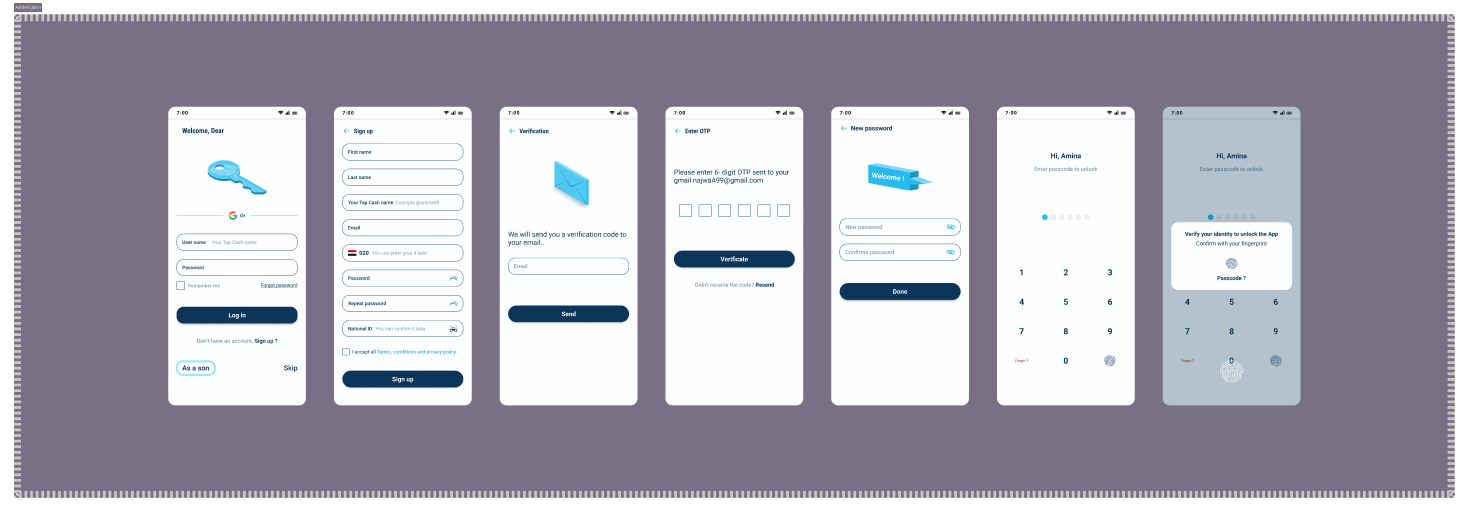 Authentication
7:00
Welcome, Dear
Or
User name Your Tap Cash name
Password
Remember me Forgot password
Log In
Don't have an account, Sign up ?
As a son Skip
7:00
Sign up
First name
Last name
Your Tap Cash name Example @amna88
Email
020 You can enter your it later
Password
Repeat password
National ID You can confirm it later
I accept all Terms, conditions and privacy policy.
Sign up
7:00
Verification
We will send you a verification code to
your email..
Email
Send
7:00
Enter OTP
Please enter 6- digit OTP sent to your
gmail najwaA99@gmail.com
Verificate
Didn't receive the code? Resend
7:00
New password
Welcome !
New password
Confirme password
Done
7:00
Hi, Amina
Enter passcode to unlock
1 2 3
4 5 6
7 8 9
Forgot ? 0
7:00
Hi, Amina
Enter passcode to unlock
Verify your identity to unlock the App
Confirm with your fingerprint
Passcode ?
4 5 6
7 8 9
Forgot ? 0